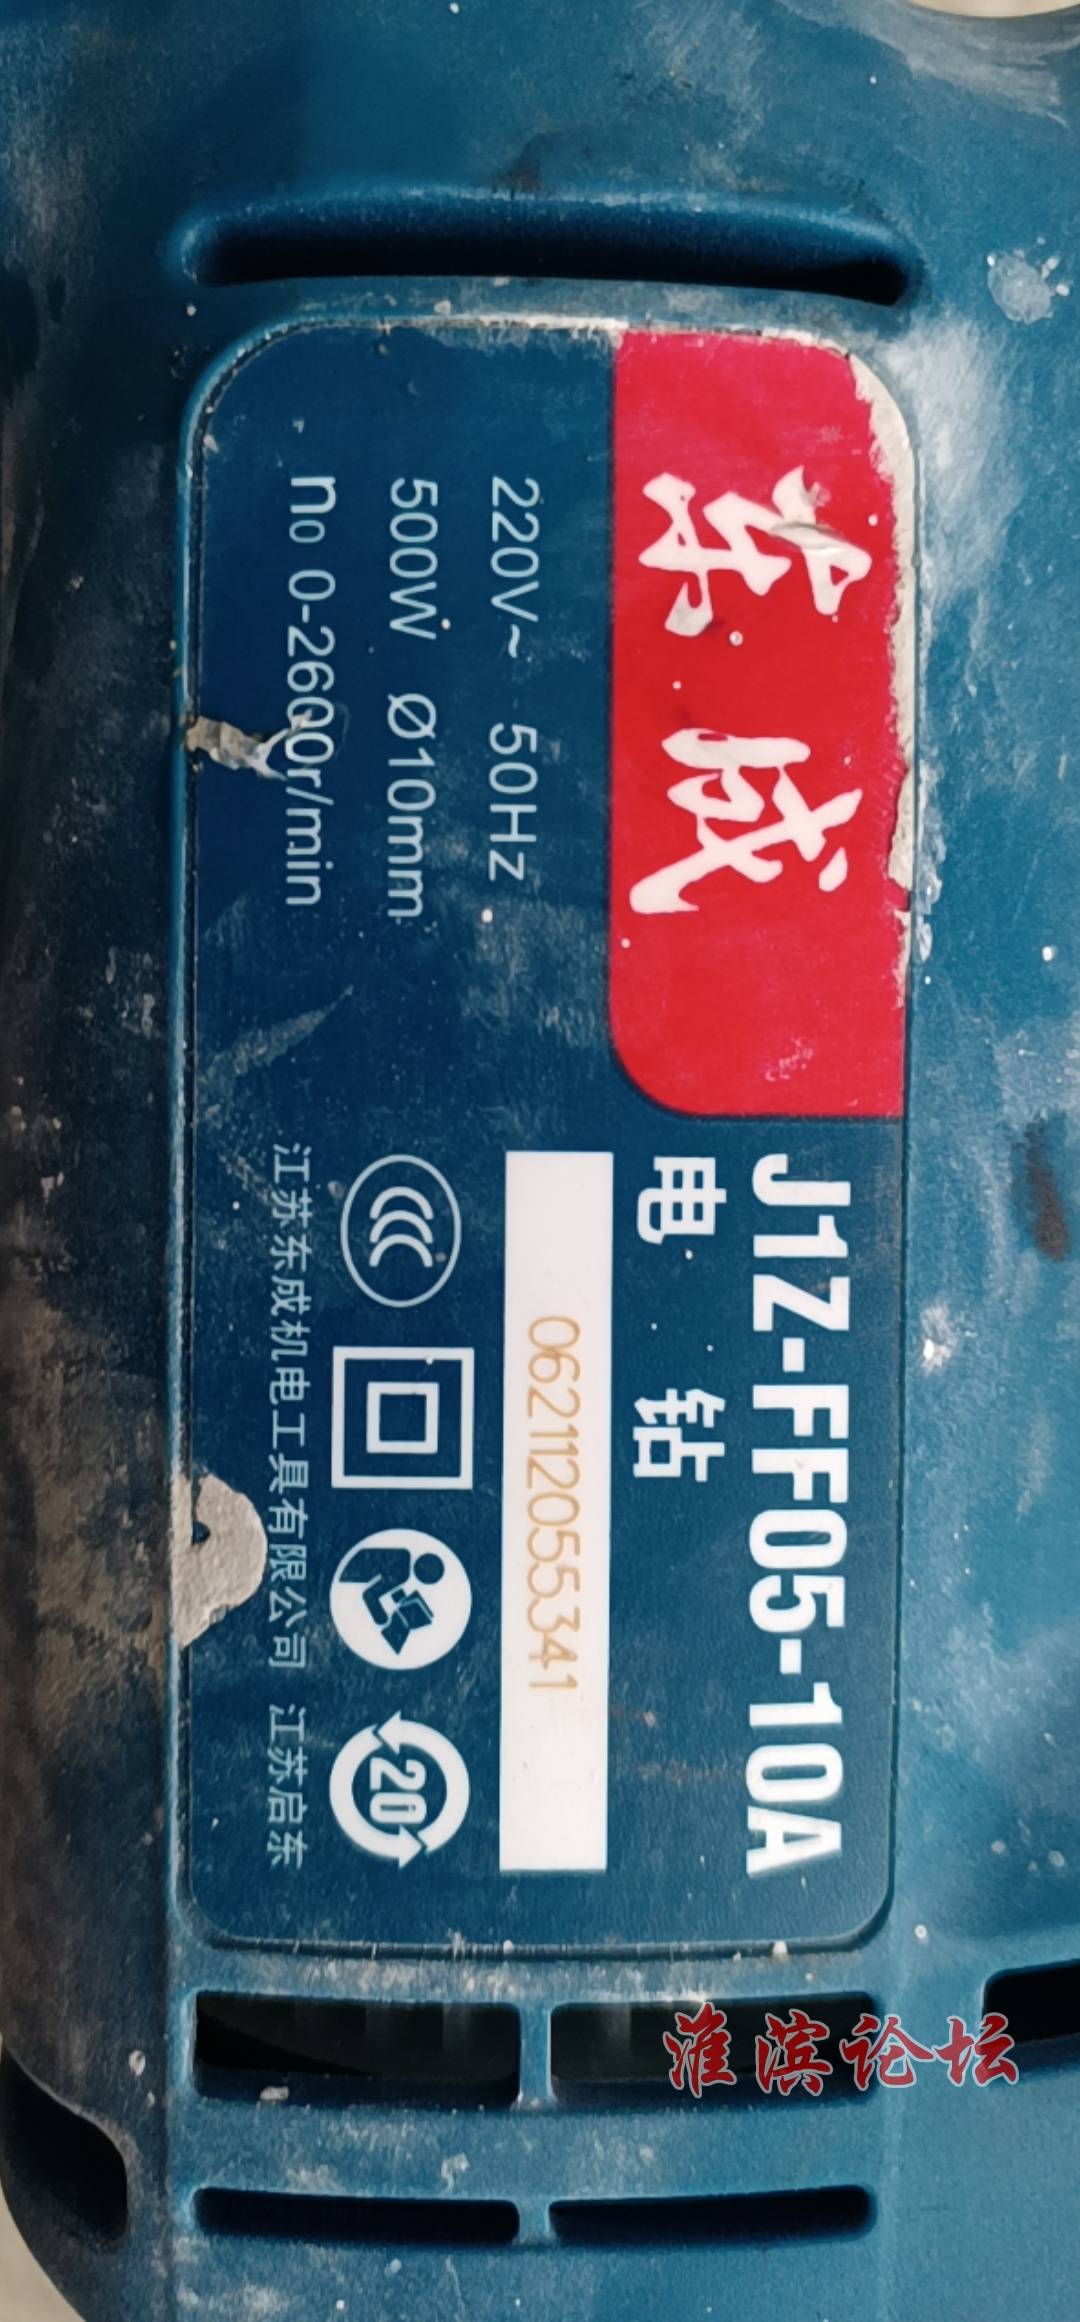 东成
J1Z-FF05-10A
电 钻
220V~ 50Hz
500W Ø10mm
n0 0-2600r/min
062112055341
20
江苏东成机电工具有限公司 江苏启东
淮滨论坛